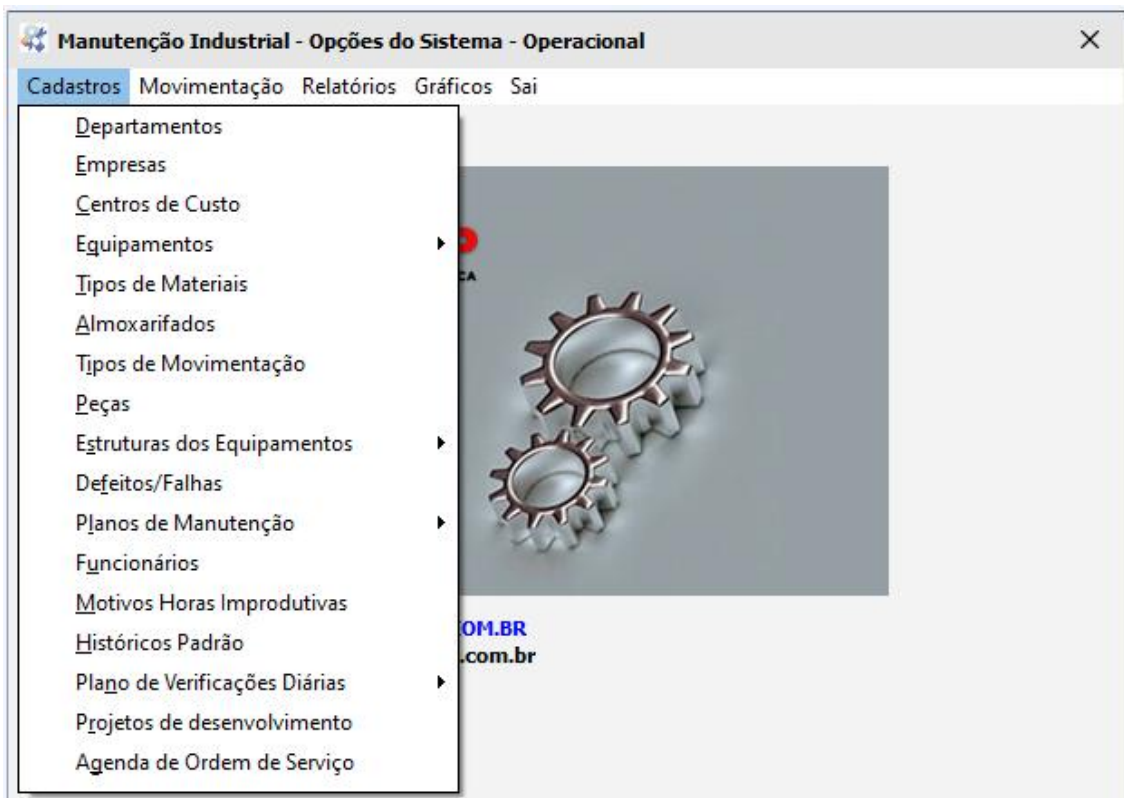 Manutenção Industrial - Opções do Sistema - Operacional
Cadastros Movimentação Relatórios Gráficos Sai
Departamentos
Empresas
Centros de Custo
Equipamentos
Tipos de Materiais
Almoxarifados
Tipos de Movimentação
Peças
Estruturas dos Equipamentos
Defeitos/Falhas
Planos de Manutenção
Funcionários
Motivos Horas Improdutivas
Históricos Padrão
Plano de Verificações Diárias
Projetos de desenvolvimento
Agenda de Ordem de Serviço
OM.BR
.com.br